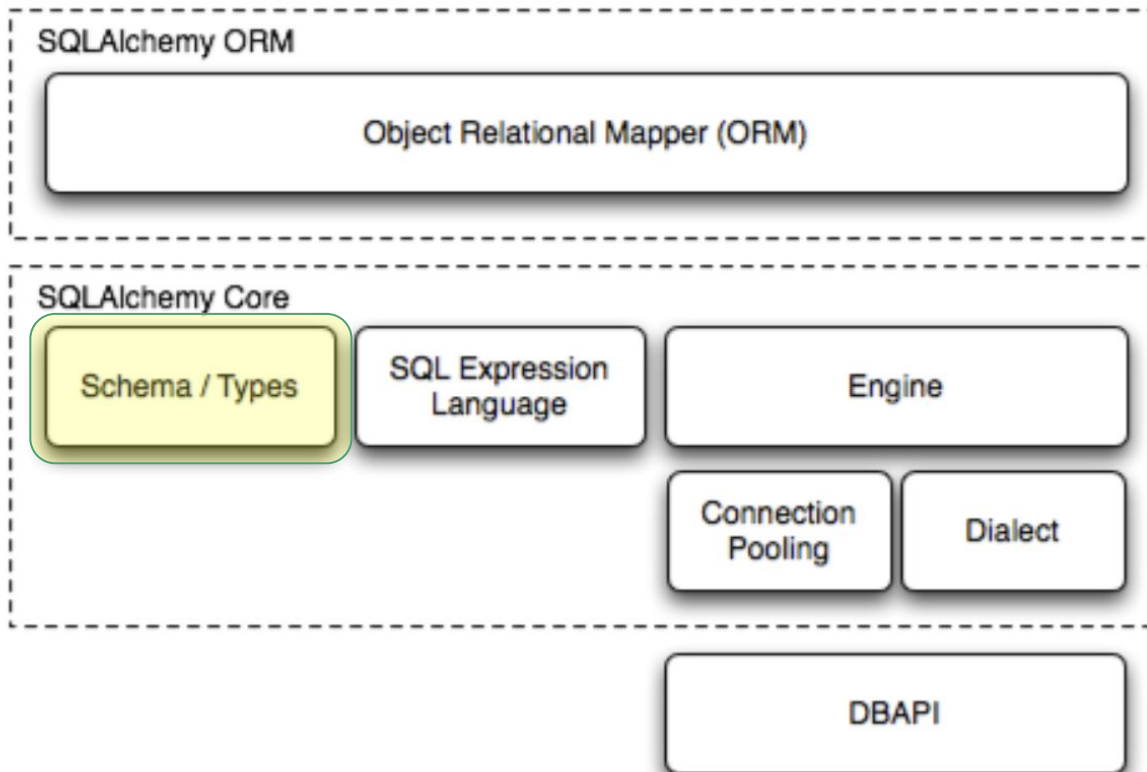 SQLAlchemy ORM
Object Relational Mapper (ORM)
SQLAlchemy Core
Schema / Types
SQL Expression
Language
Engine
Connection
Pooling
Dialect
DBAPI